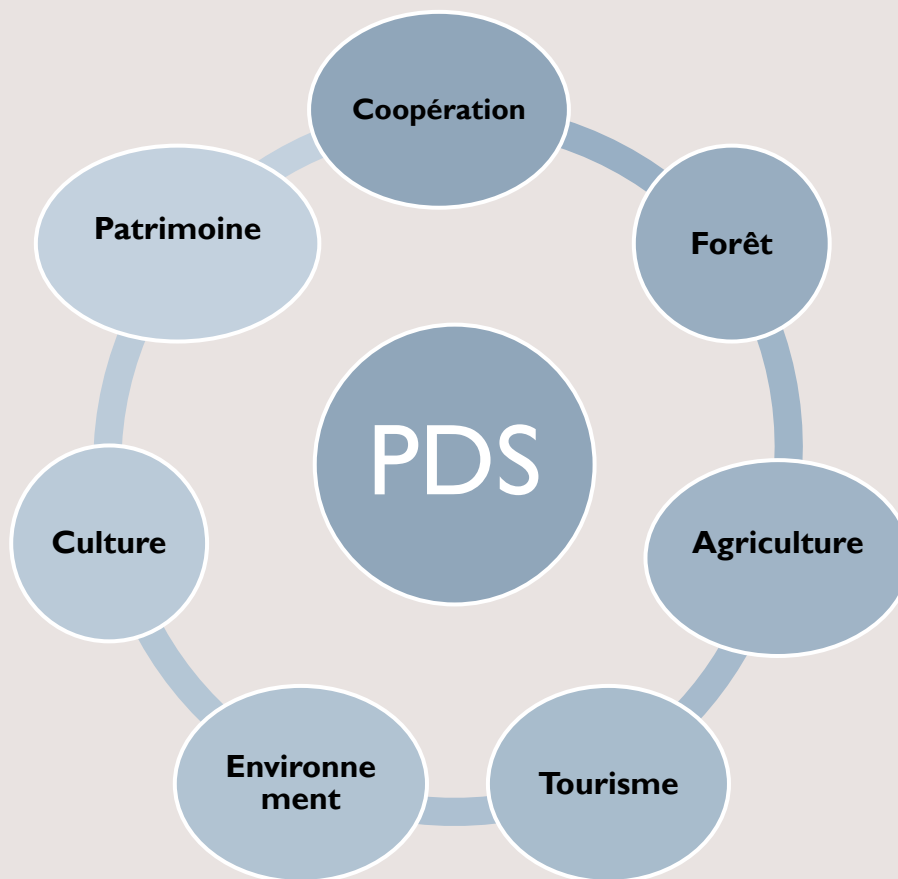 Coopération
Patrimoine
Forêt
PDS
Culture
Agriculture
Environne
ment
Tourisme